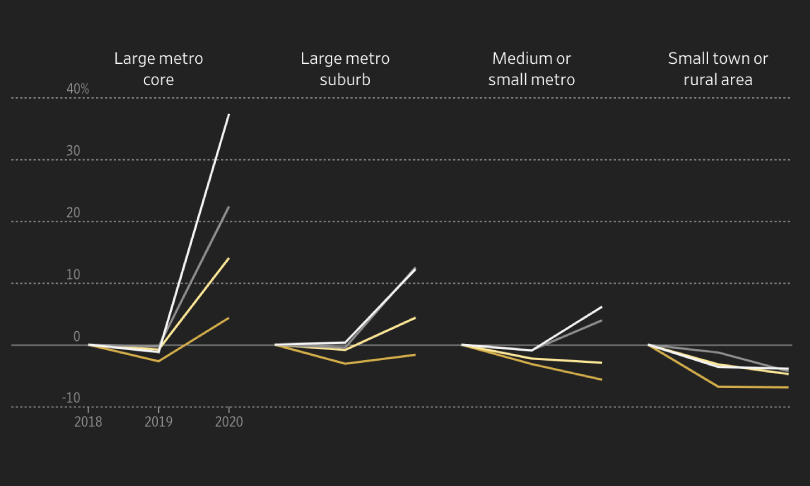 Large metro
core
Large metro
suburb
Medium or
small metro
Small town or
rural area
40%
30
20
10
0
-10
2018 2019 2020